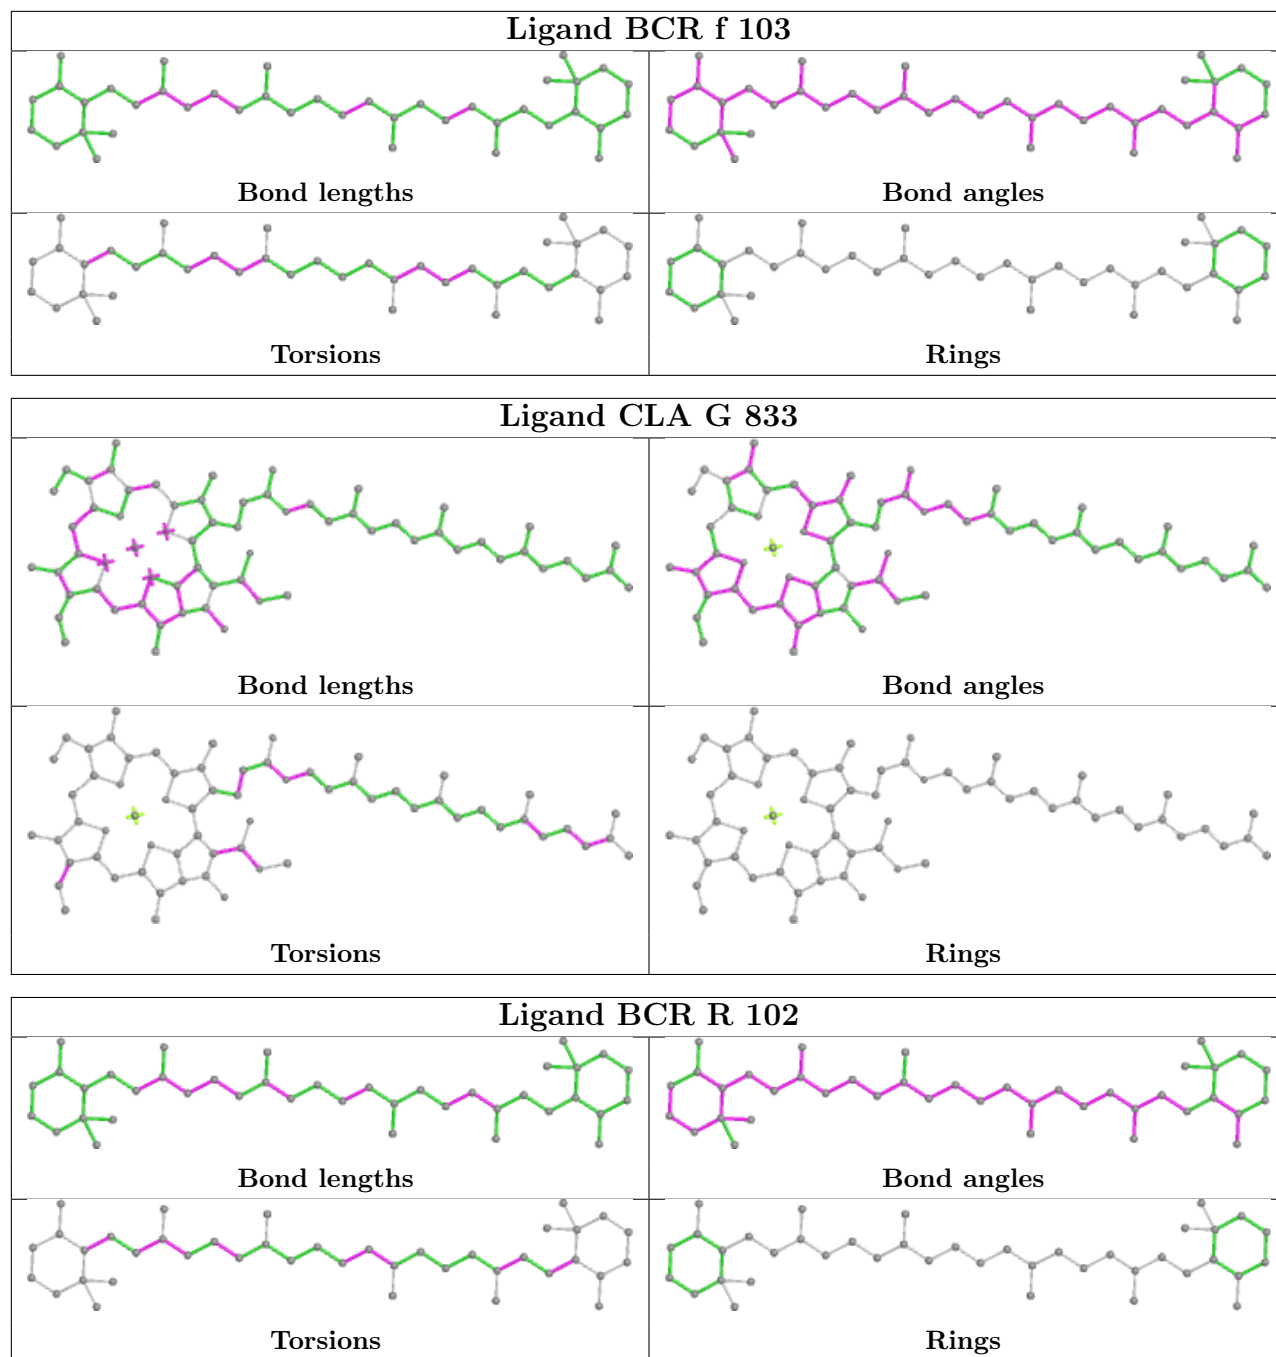 Ligand BCR f 103
Bond lengths
Bond angles
Torsions
Rings
Ligand CLA G 833
Bond lengths
Bond angles
Torsions
Rings
Ligand BCR R 102
Bond lengths
Bond angles
Torsions
Rings